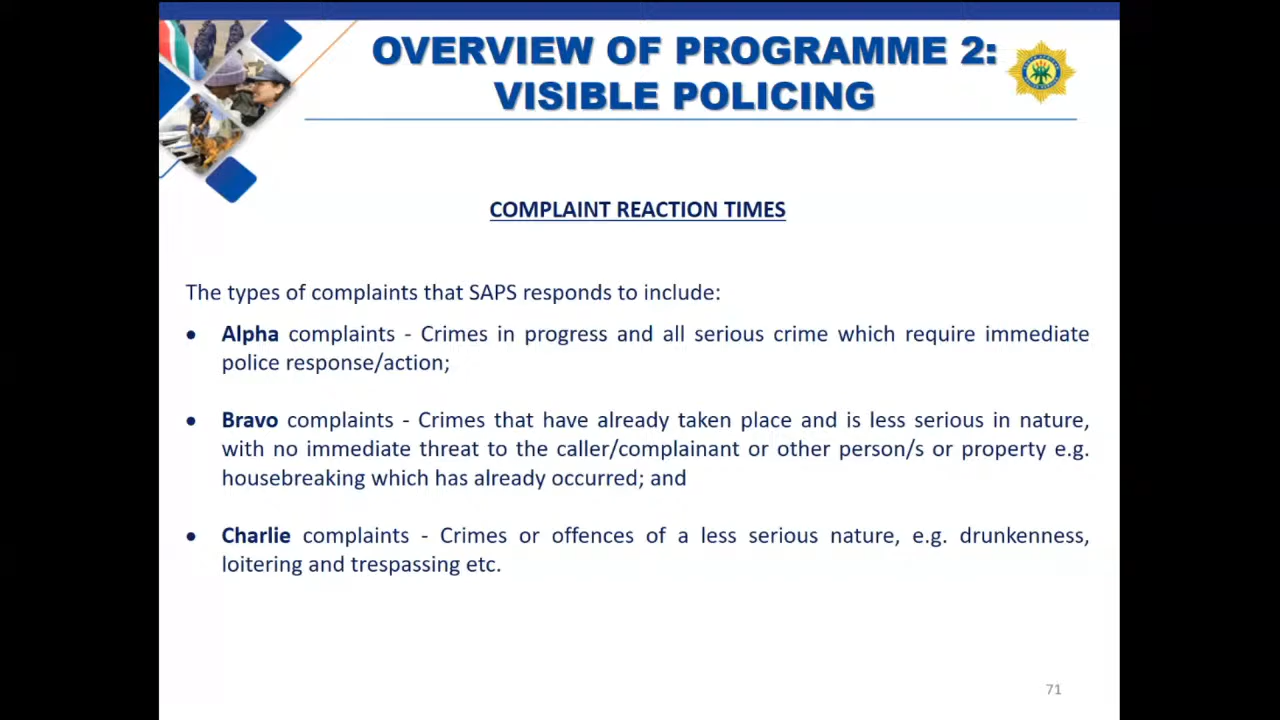 OVERVIEW OF PROGRAMME 2:
VISIBLE POLICING
COMPLAINT REACTION TIMES
The types of complaints that SAPS responds to include:
• Alpha complaints - Crimes in progress and all serious crime which require immediate
police response/action;
• Bravo complaints - Crimes that have already taken place and is less serious in nature,
with no immediate threat to the caller/complainant or other person/s or property e.g.
housebreaking which has already occurred; and
• Charlie complaints - Crimes or offences of a less serious nature, e.g. drunkenness,
loitering and trespassing etc.
71